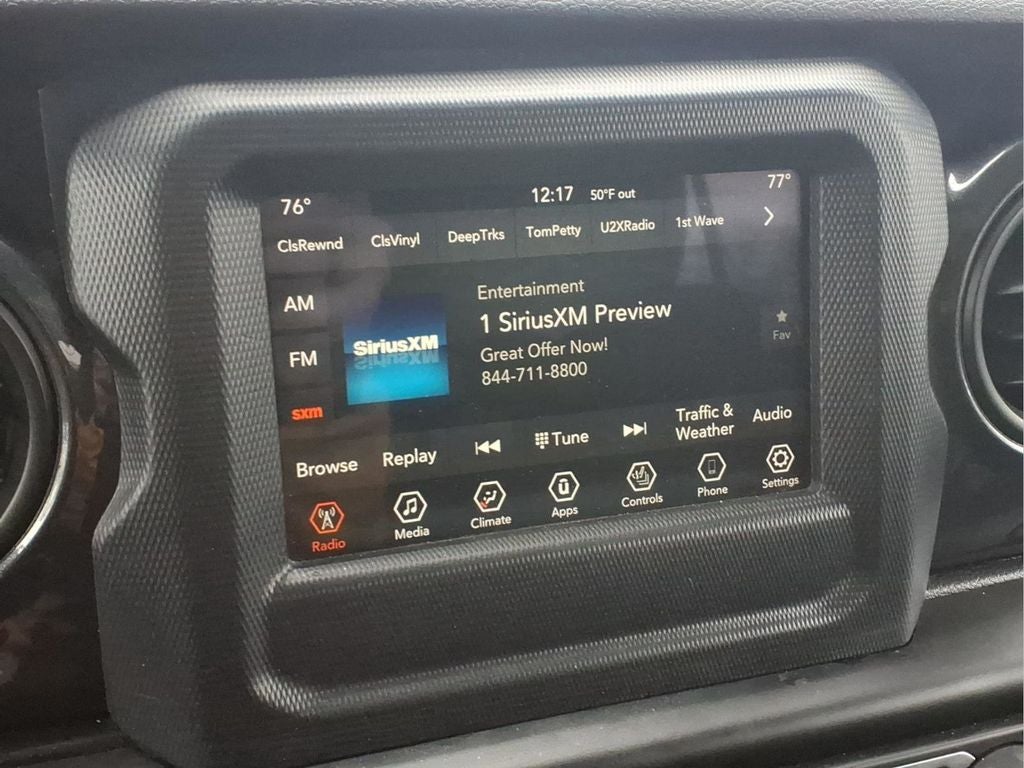 76°
12:17
50°F out
77°
ClsRewnd
ClsVinyl
DeepTrks
TomPetty
U2XRadio
1st Wave
AM
FM
sxm
SiriusXM
Entertainment
1 SiriusXM Preview
Great Offer Now!
844-711-8800
Fav
Browse
Replay
Tune
Traffic &
Weather
Audio
Radio
Media
Climate
Apps
Controls
Phone
Settings